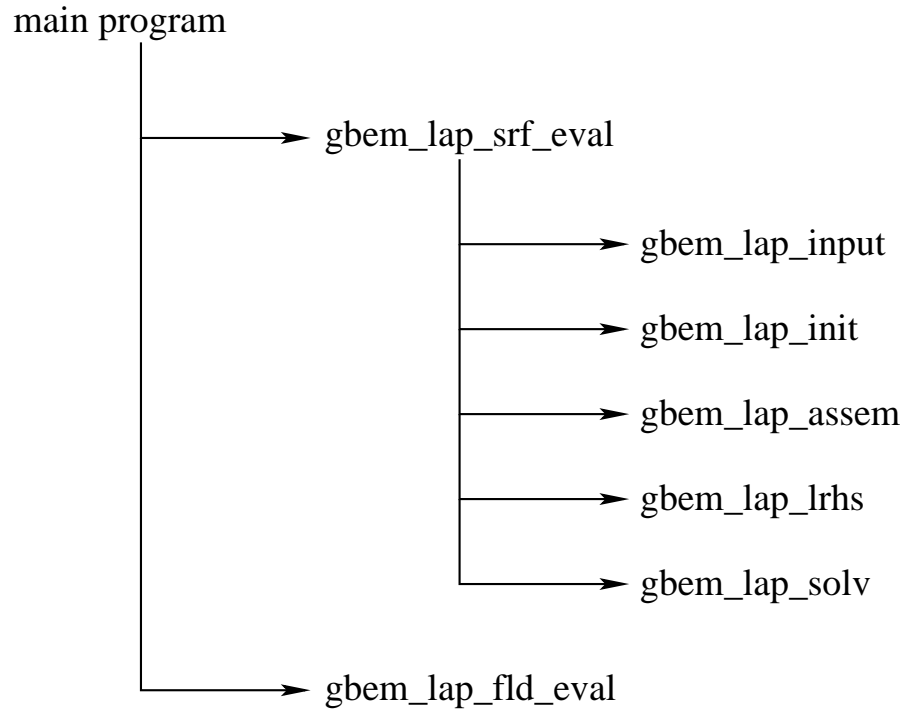 main program
gbem_lap_srf_eval
gbem_lap_input
gbem_lap_init
gbem_lap_assem
gbem_lap_lrhs
gbem_lap_solv
gbem_lap_fld_eval